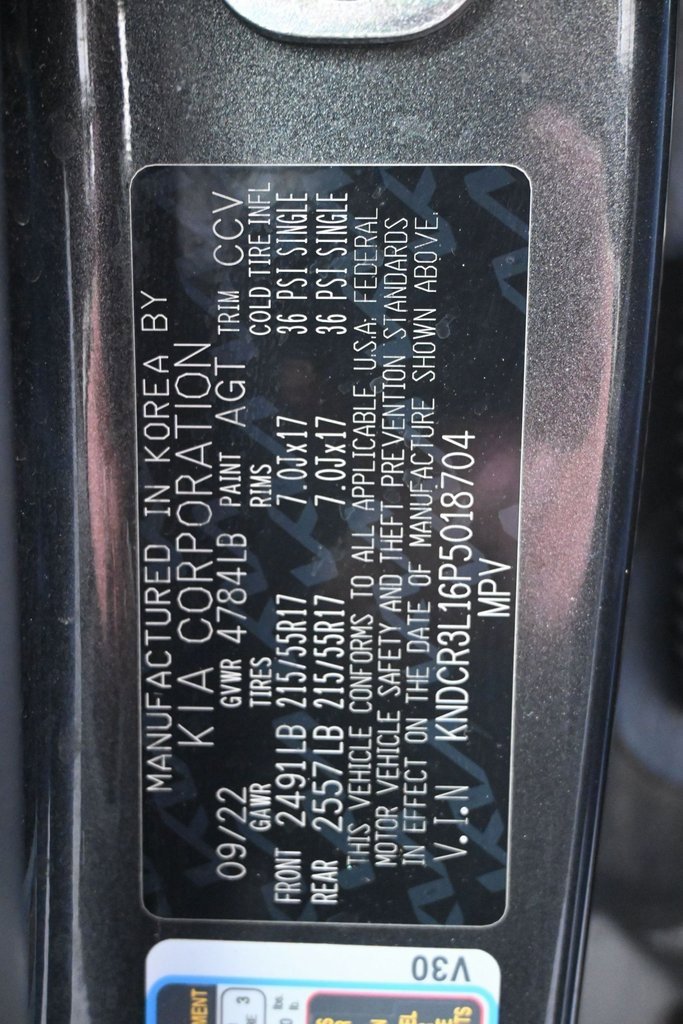 MANUFACTURED IN KOREA BY
KIA CORPORATION
09/22 GVWR 4784LB PAINT AGT TRIM CCV
GAWR TIRES RIMS COLD TIRE INFL
FRONT 2491LB 215/55R17 7.0Jx17 36 PSI SINGLE
REAR 2557LB 215/55R17 7.0Jx17 36 PSI SINGLE
THIS VEHICLE CONFORMS TO ALL APPLICABLE U.S.A. FEDERAL
MOTOR VEHICLE SAFETY AND THEFT PREVENTION STANDARDS
IN EFFECT ON THE DATE OF MANUFACTURE SHOWN ABOVE.
V.I.N KNDCR3L16P5018704
MPV
V30
3